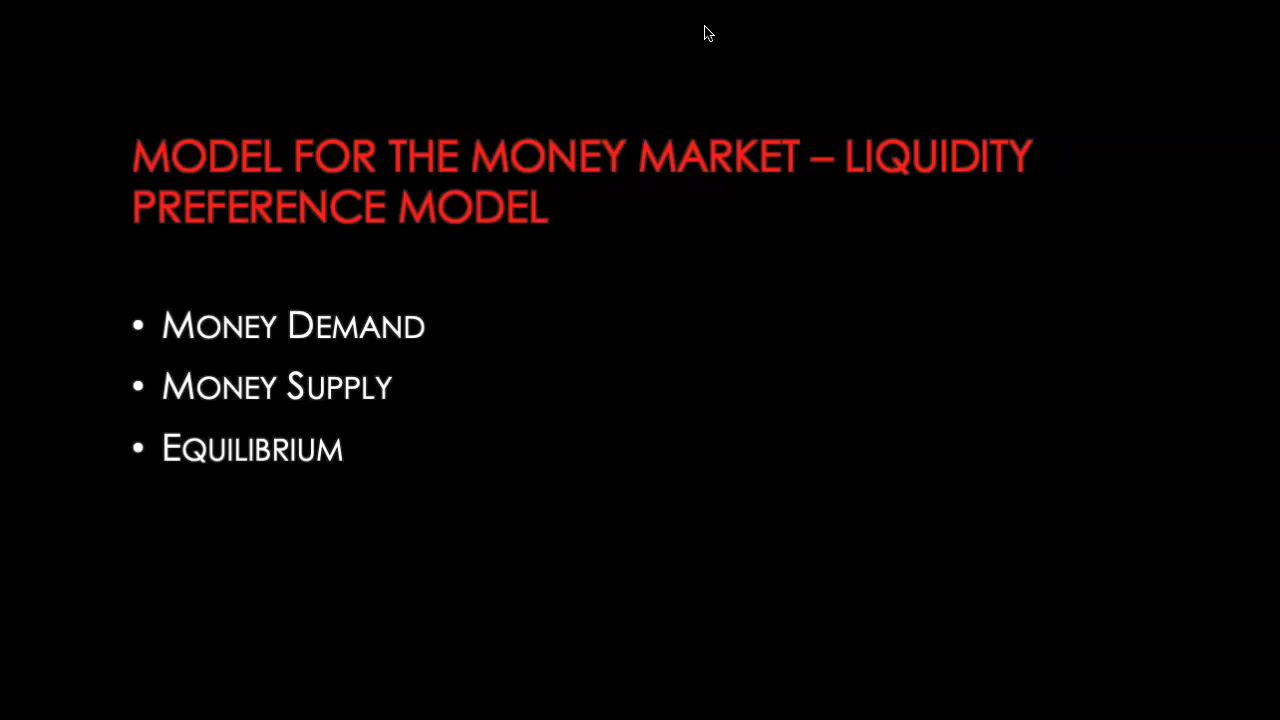 MODEL FOR THE MONEY MARKET – LIQUIDITY
PREFERENCE MODEL
• MONEY DEMAND
• MONEY SUPPLY
• EQUILIBRIUM